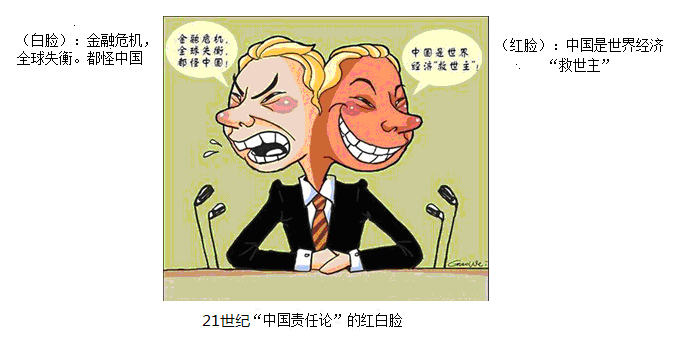 （白脸）：金融危机，
全球失衡。都怪中国
金融危机，
全球失衡，
都怪中国！
中国是世界
经济“救世主”！
（红脸）：中国是世界经济
“救世主”
21世纪“中国责任论”的红白脸